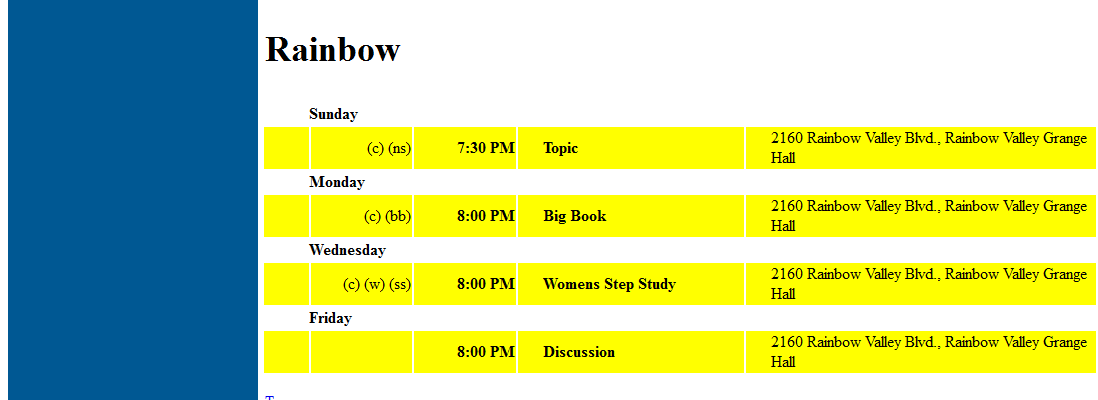 Rainbow
Sunday
(c) (ns) 7:30 PM Topic 2160 Rainbow Valley Blvd., Rainbow Valley Grange
Hall
Monday
(c) (bb) 8:00 PM Big Book 2160 Rainbow Valley Blvd., Rainbow Valley Grange
Hall
Wednesday
(c) (w) (ss) 8:00 PM Womens Step Study 2160 Rainbow Valley Blvd., Rainbow Valley Grange
Hall
Friday
8:00 PM Discussion 2160 Rainbow Valley Blvd., Rainbow Valley Grange
Hall